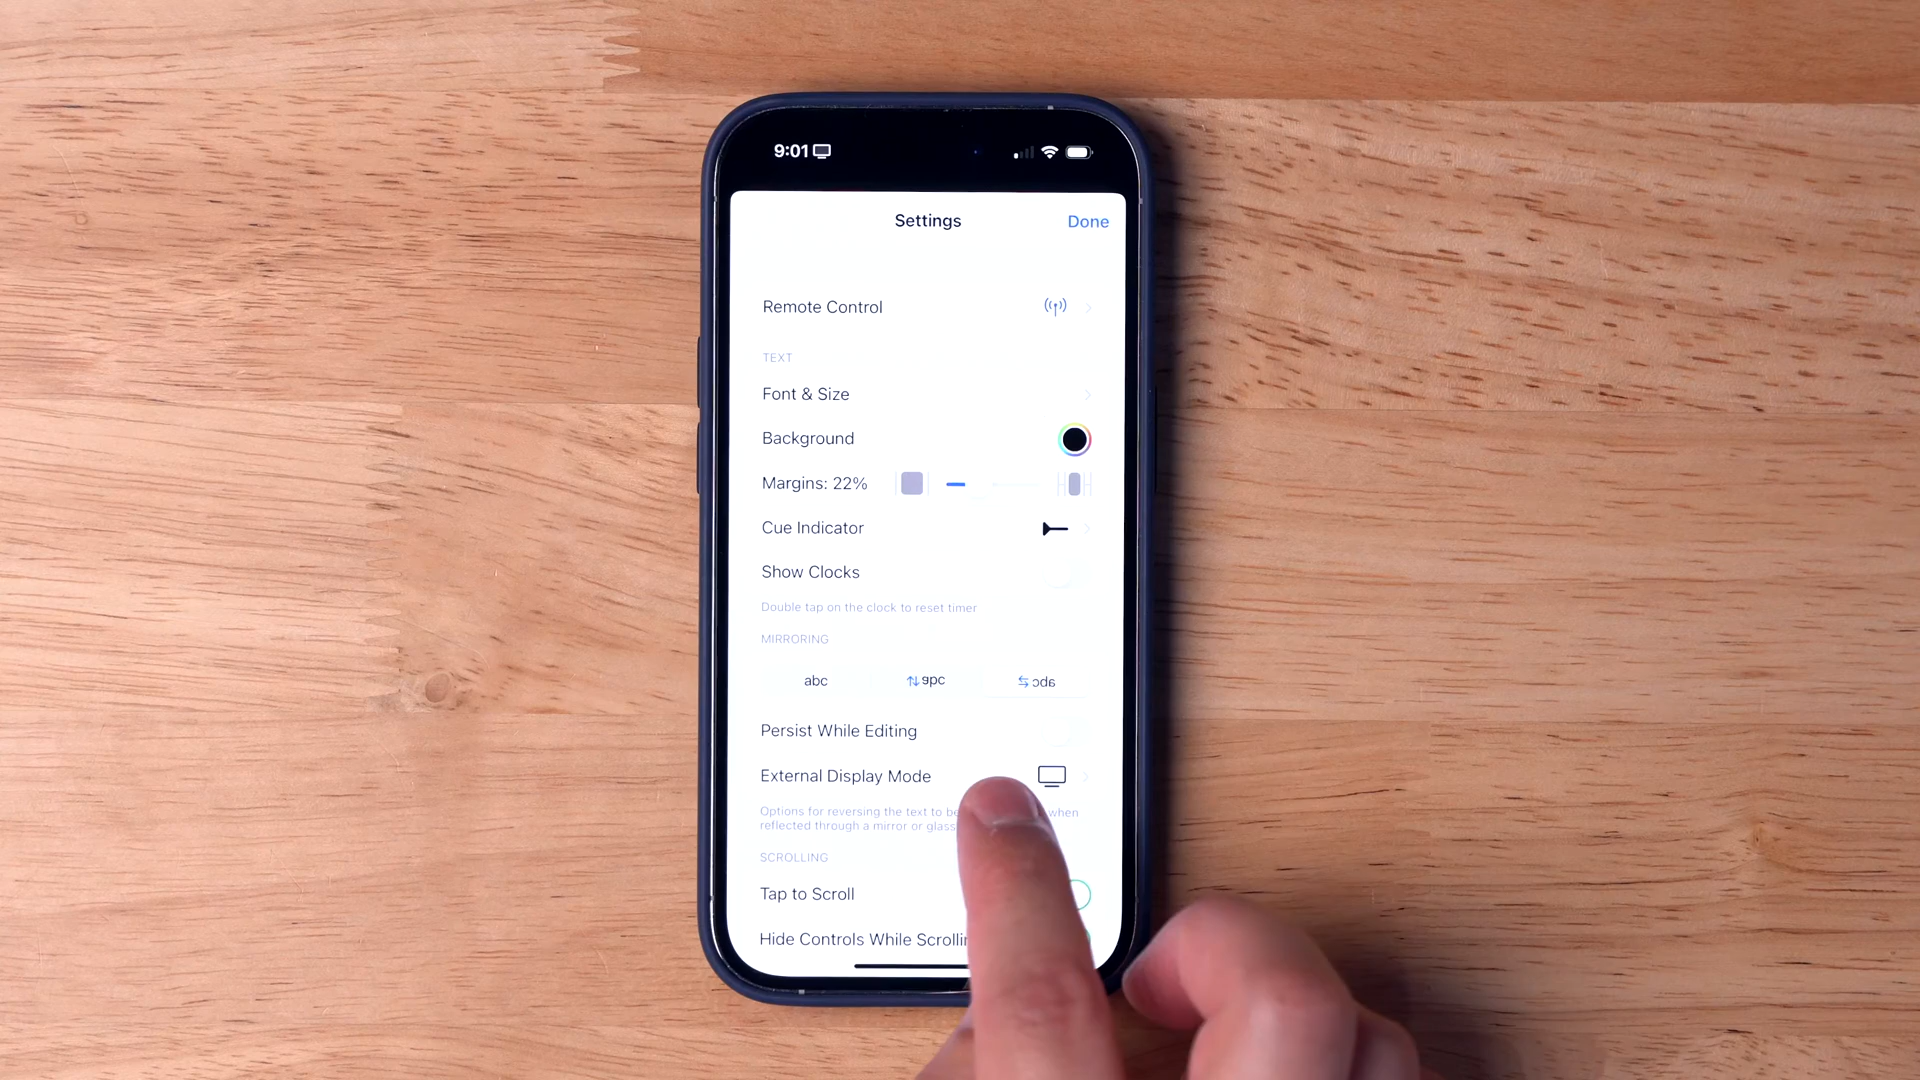 9:01
Settings
Done
Remote Control
TEXT
Font & Size
Background
Margins: 22%
Cue Indicator
Show Clocks
Double tap on the clock to reset timer
MIRRORING
abc
abc
abc
Persist While Editing
External Display Mode
Options for reversing the text to be when
reflected through a mirror or glass
SCROLLING
Tap to Scroll
Hide Controls While